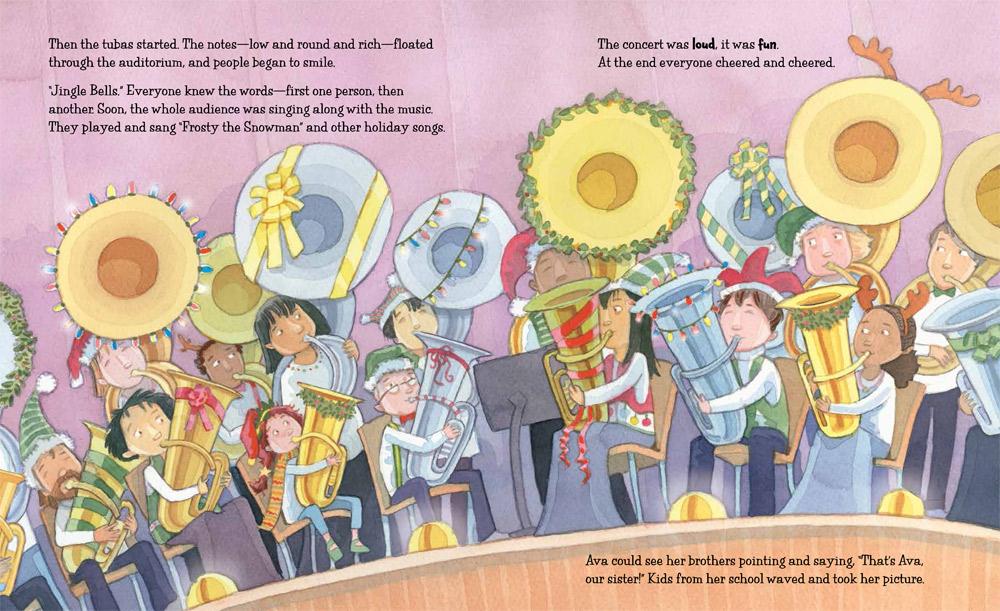 Then the tubas started. The notes—low and round and rich—floated
through the auditorium, and people began to smile.
"Jingle Bells." Everyone knew the words—first one person, then
another. Soon, the whole audience was singing along with the music.
They played and sang "Frosty the Snowman" and other holiday songs.
The concert was loud, it was fun.
At the end everyone cheered and cheered.
Ava could see her brothers pointing and saying, "That's Ava,
our sister!" Kids from her school waved and took her picture.